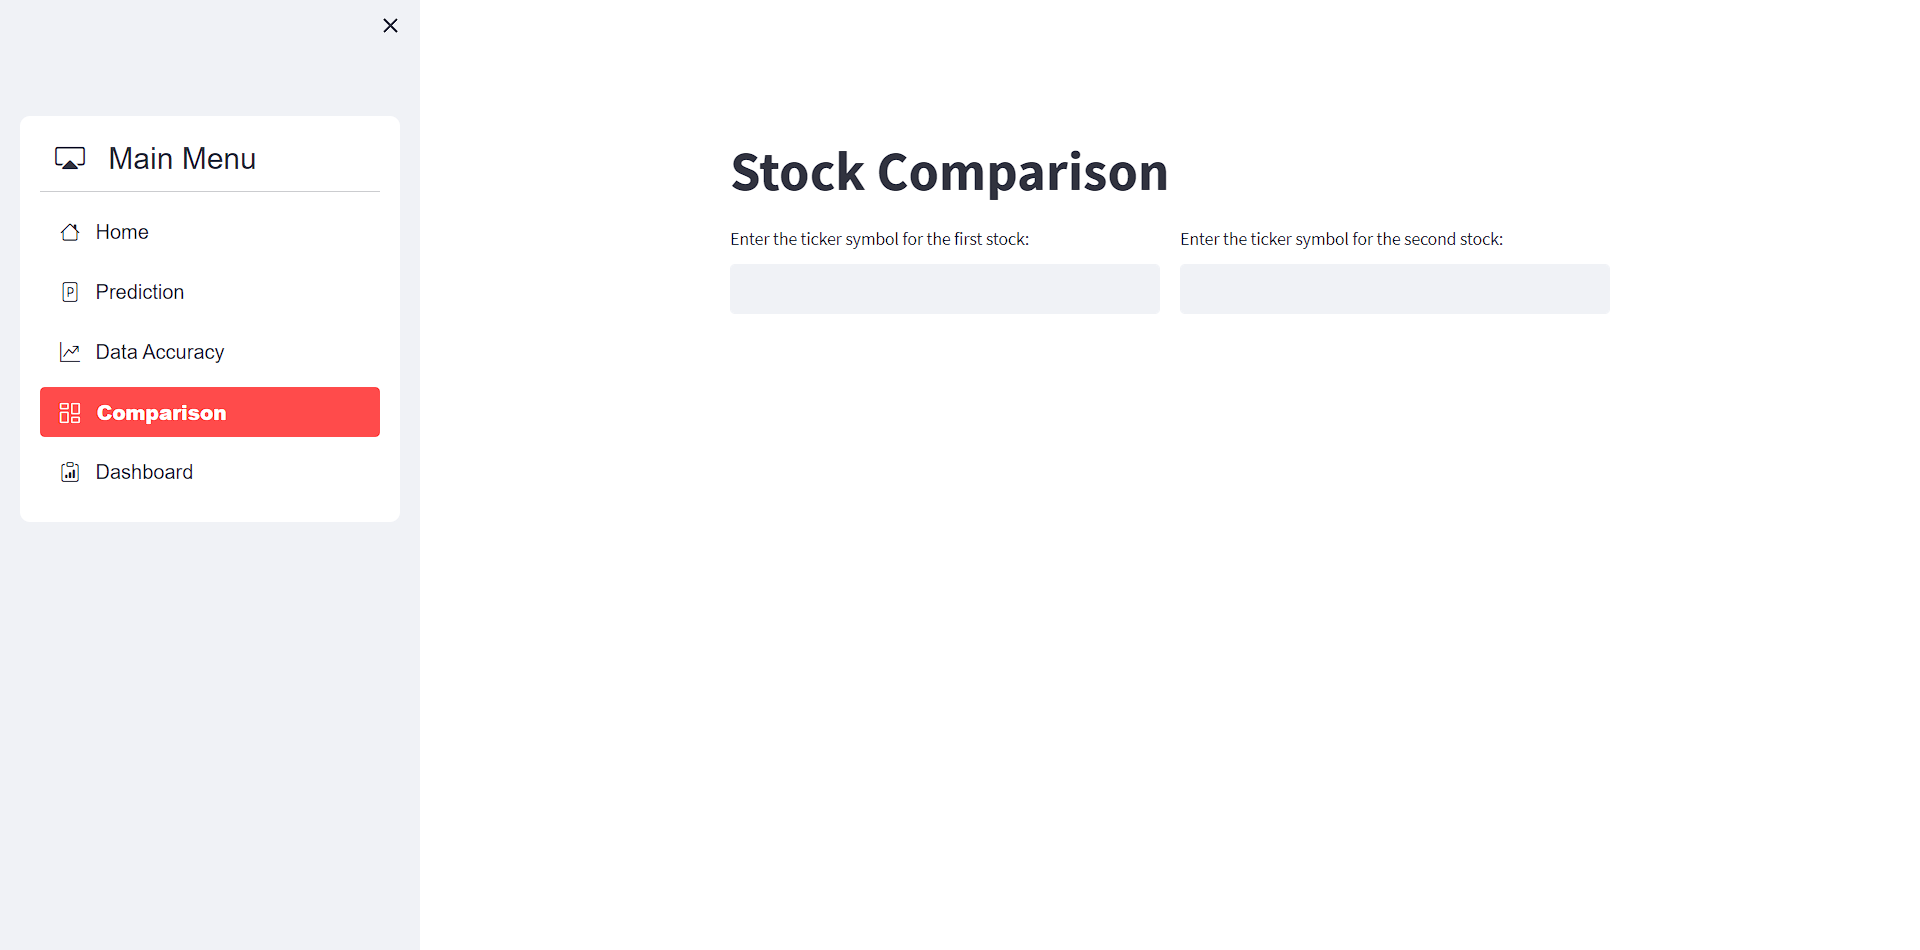 Main Menu
Home
Prediction
Data Accuracy
Comparison
Dashboard
Stock Comparison
Enter the ticker symbol for the first stock:
Enter the ticker symbol for the second stock: